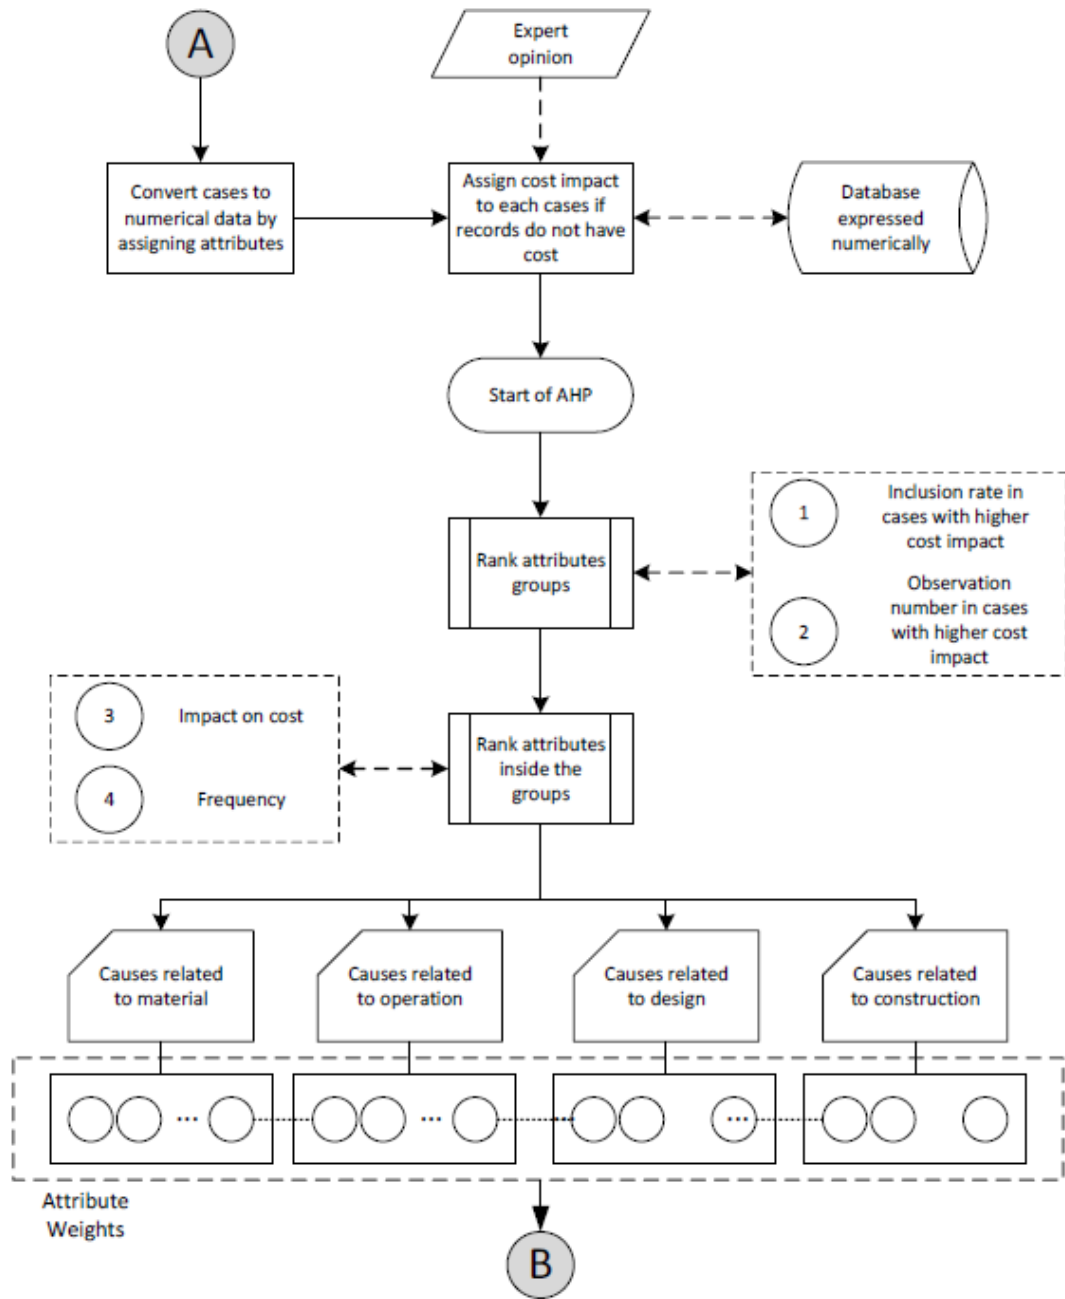 A
Expert
opinion
Convert cases to
numerical data by
assigning attributes
Assign cost impact
to each cases if
records do not have
cost
Database
expressed
numerically
Start of AHP
Rank attributes
groups
1
Inclusion rate in
cases with higher
cost impact
2
Observation
number in cases
with higher cost
impact
3
Impact on cost
4
Frequency
Rank attributes
inside the
groups
Causes related
to material
Causes related
to operation
Causes related
to design
Causes related
to construction
...
...
...
...
Attribute
Weights
B